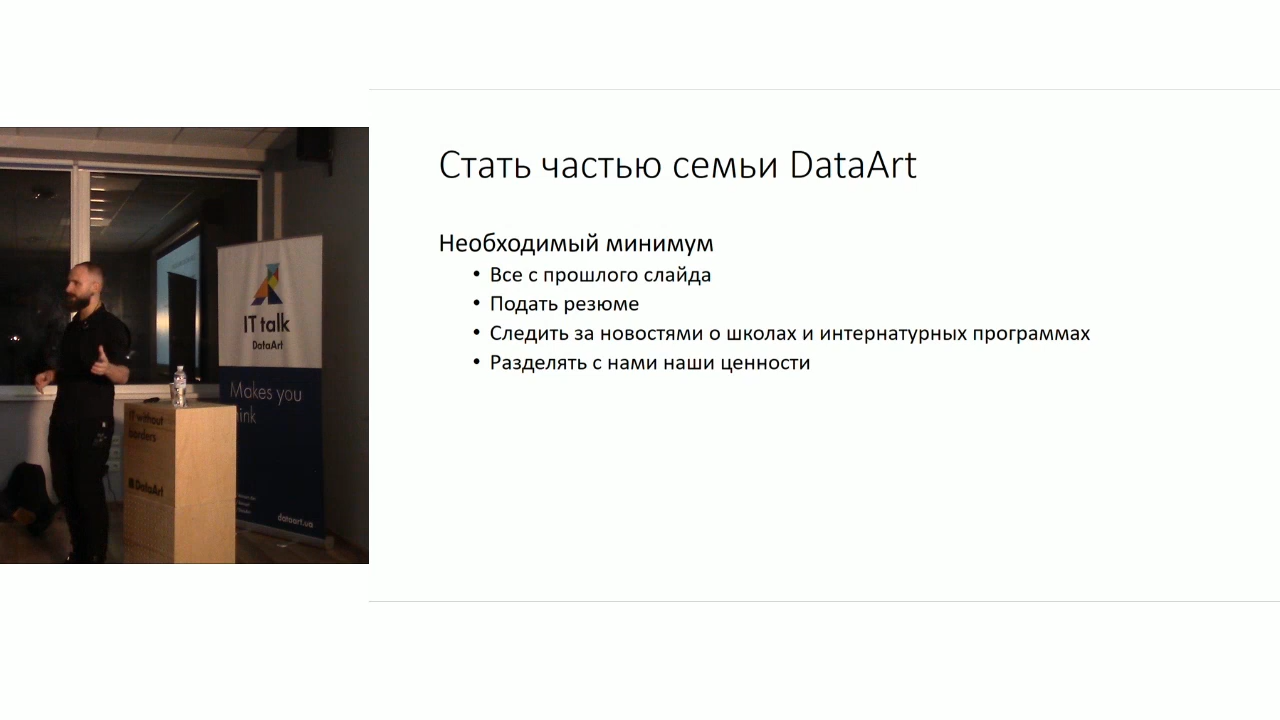 Стать частью семьи DataArt
Необходимый минимум
• Все с прошлого слайда
• Подать резюме
• Следить за новостями о школах и интернатурных программах
• Разделять с нами наши ценности
IT talk
DataArt
Makes you
IT without
borders
DataArt
dataart.ua